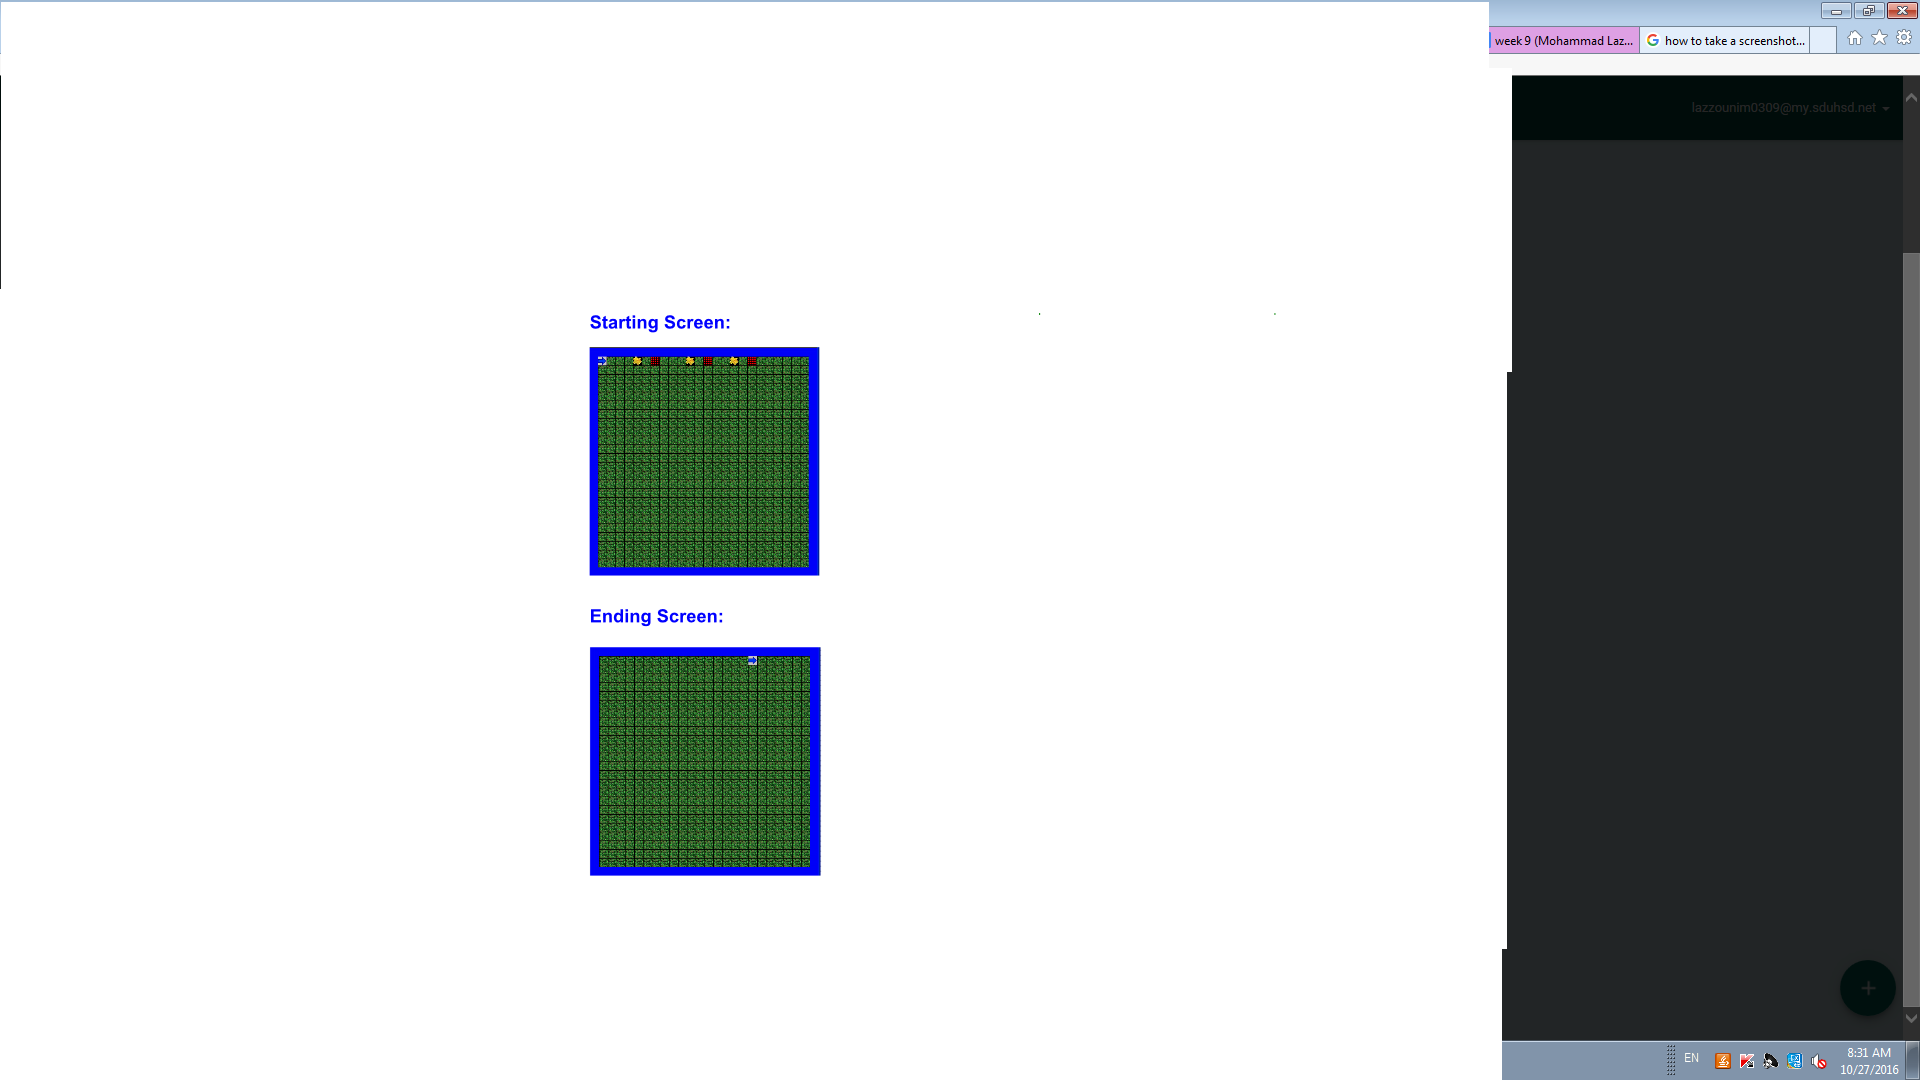 week 9 (Mohammad Laz...
how to take a screenshot...
lazzounim0309@my.sduhsd.net
Starting Screen:
Ending Screen:
EN
8:31 AM
10/27/2016